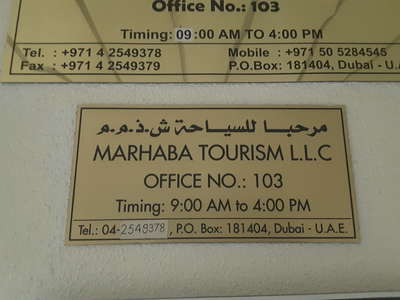 Office No.: 103
Timing: 09:00 AM TO 4:00 PM
Tel. : +971 4 2549378 Mobile : +971 50 5284545
Fax : +971 4 2549379 P.O.Box: 181404, Dubai - U.A.
مرحبا للسياحة ش.ذ.م.م
MARHABA TOURISM L.L.C
OFFICE NO.: 103
Timing: 9:00 AM to 4:00 PM
Tel.: 04-2549378, P.O. Box: 181404, Dubai - U.A.E.